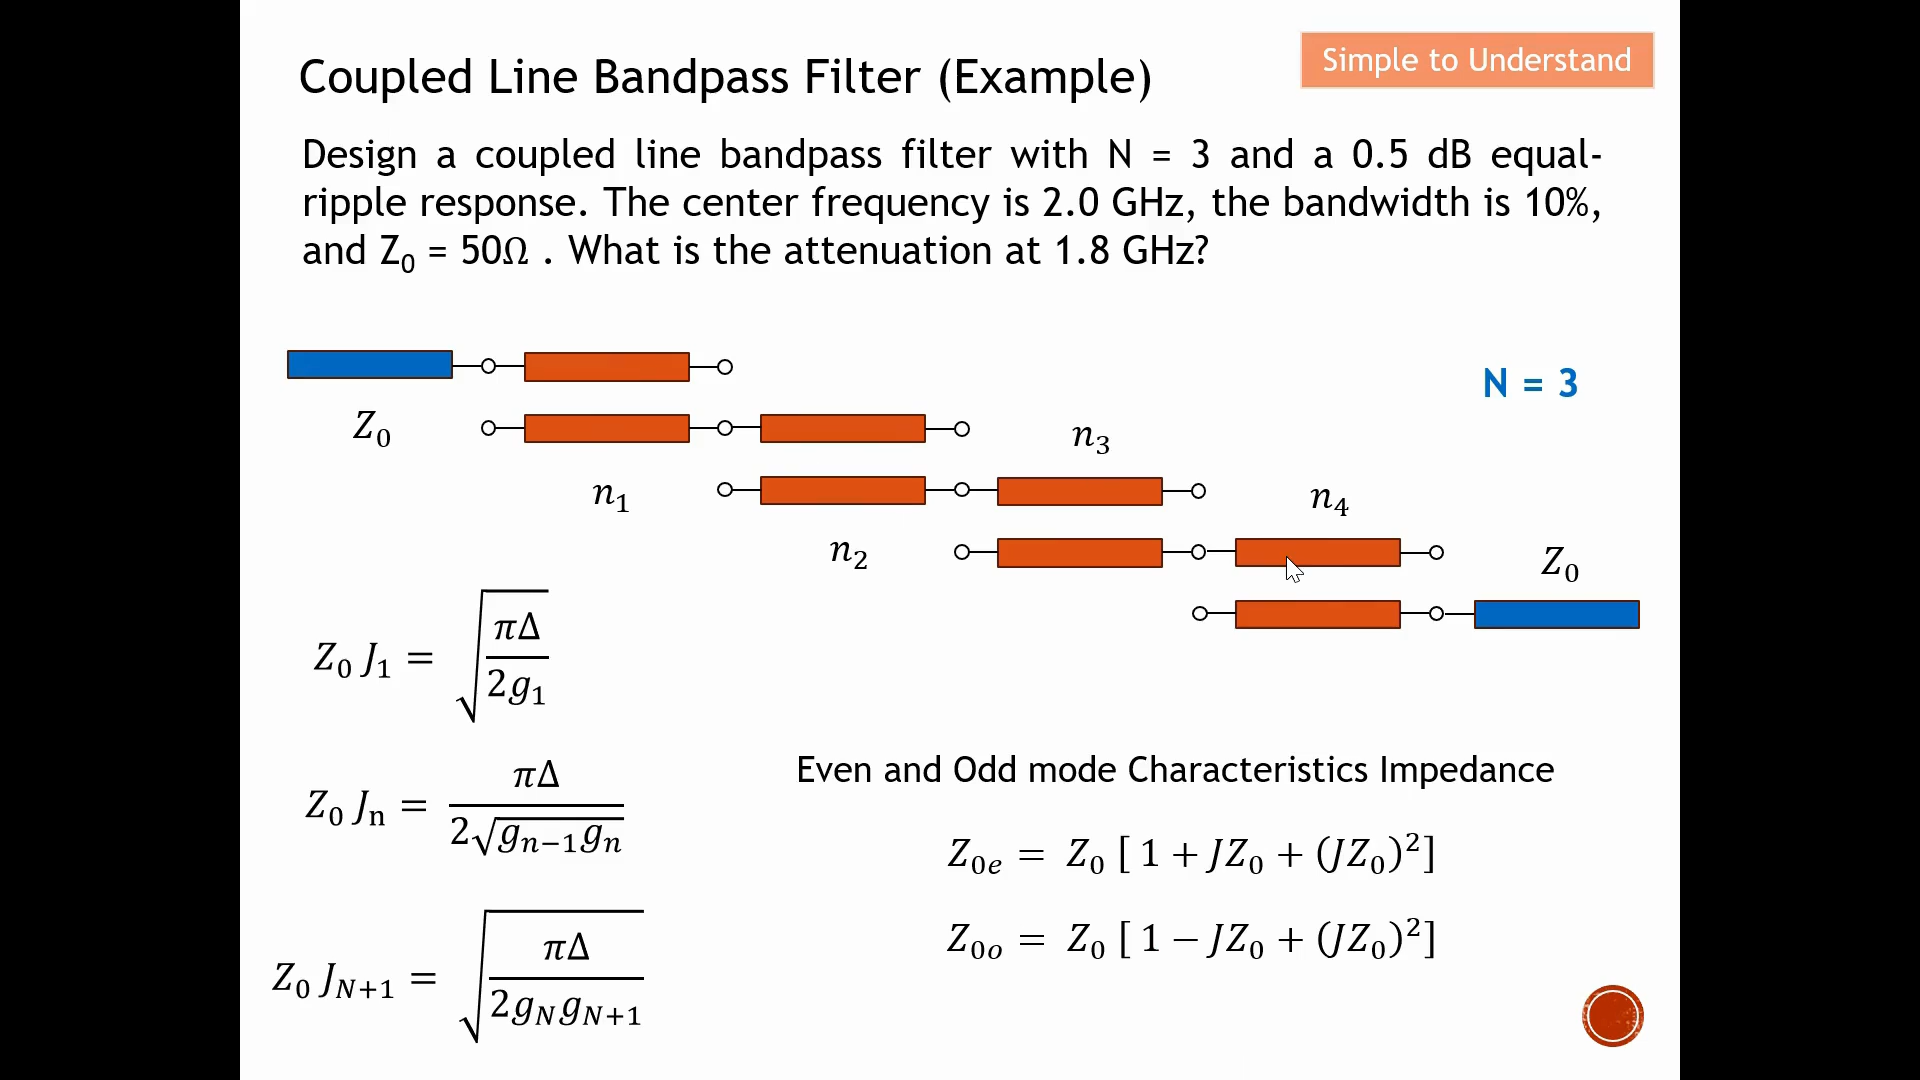 Coupled Line Bandpass Filter (Example)
Simple to Understand
Design a coupled line bandpass filter with N = 3 and a 0.5 dB equal-
ripple response. The center frequency is 2.0 GHz, the bandwidth is 10%,
and Z₀ = 50Ω . What is the attenuation at 1.8 GHz?
N = 3
Z₀
n₁
n₂
n₃
n₄
Z₀
Z₀ J₁ = √(πΔ / 2g₁)
Z₀ Jₙ = πΔ / 2√(gₙ₋₁gₙ)
Z₀ J_{N+1} = √(πΔ / 2g_N g_{N+1})
Even and Odd mode Characteristics Impedance
Z₀ₑ = Z₀ [ 1 + JZ₀ + (JZ₀)²]
Z₀ₒ = Z₀ [ 1 − JZ₀ + (JZ₀)²]